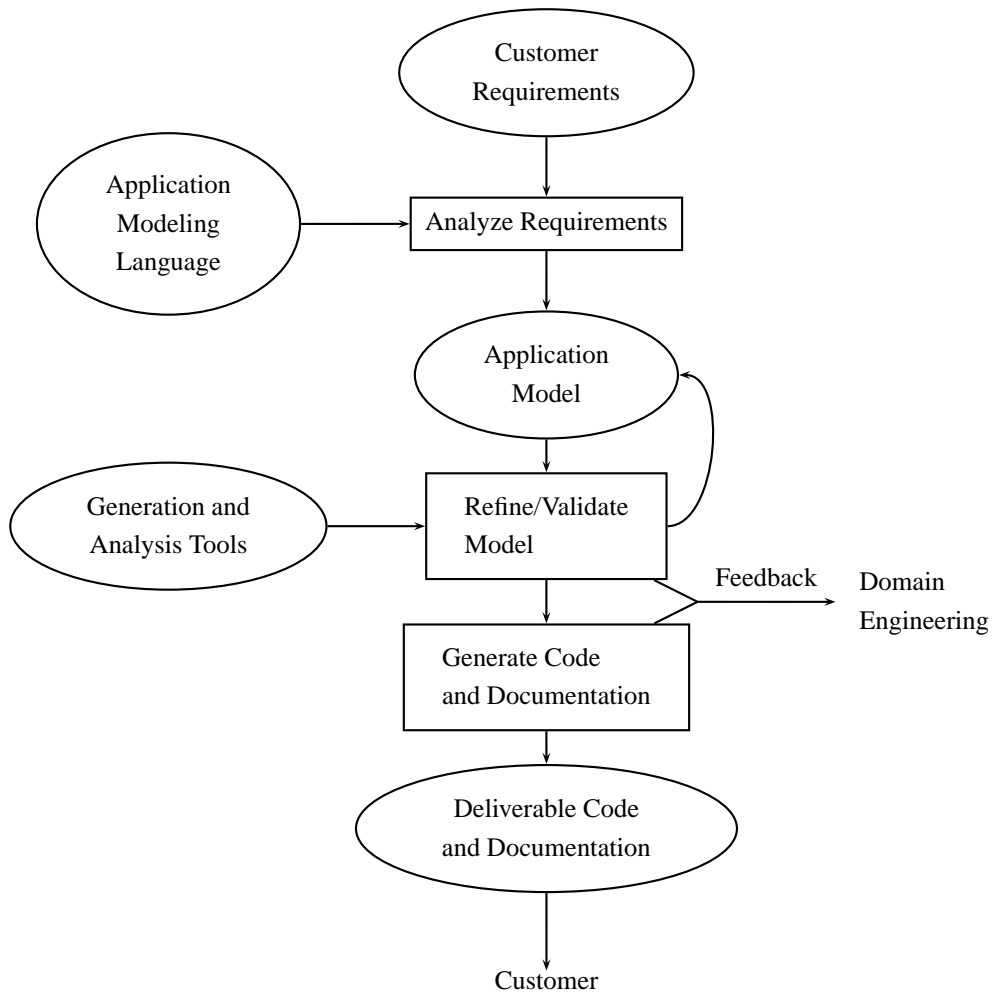 Customer
Requirements
Application
Modeling
Language
Analyze Requirements
Application
Model
Generation and
Analysis Tools
Refine/Validate
Model
Feedback
Domain
Engineering
Generate Code
and Documentation
Deliverable Code
and Documentation
Customer